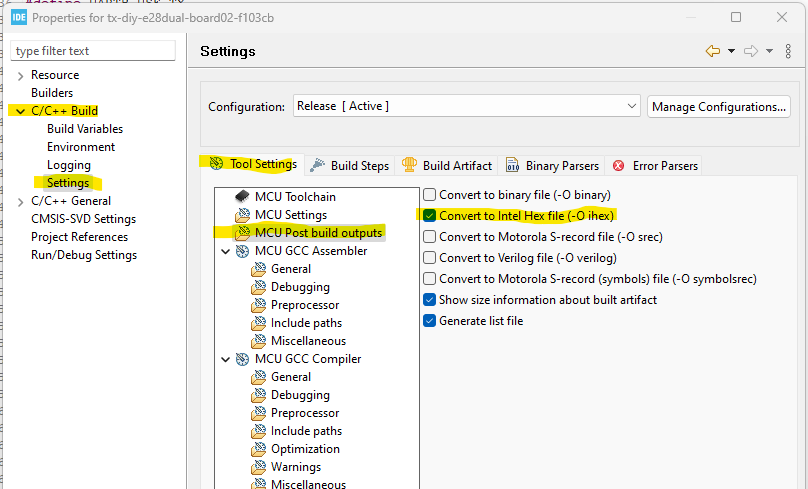 IDE Properties for tx-diy-e28dual-board02-f103cb
type filter text
Resource
Builders
C/C++ Build
Build Variables
Environment
Logging
Settings
C/C++ General
CMSIS-SVD Settings
Project References
Run/Debug Settings
Settings
Configuration: Release [ Active ] Manage Configurations...
Tool Settings Build Steps Build Artifact Binary Parsers Error Parsers
MCU Toolchain
MCU Settings
MCU Post build outputs
MCU GCC Assembler
General
Debugging
Preprocessor
Include paths
Miscellaneous
MCU GCC Compiler
General
Debugging
Preprocessor
Include paths
Optimization
Warnings
Miscellaneous
Convert to binary file (-O binary)
Convert to Intel Hex file (-O ihex)
Convert to Motorola S-record file (-O srec)
Convert to Verilog file (-O verilog)
Convert to Motorola S-record (symbols) file (-O symbolsrec)
Show size information about built artifact
Generate list file